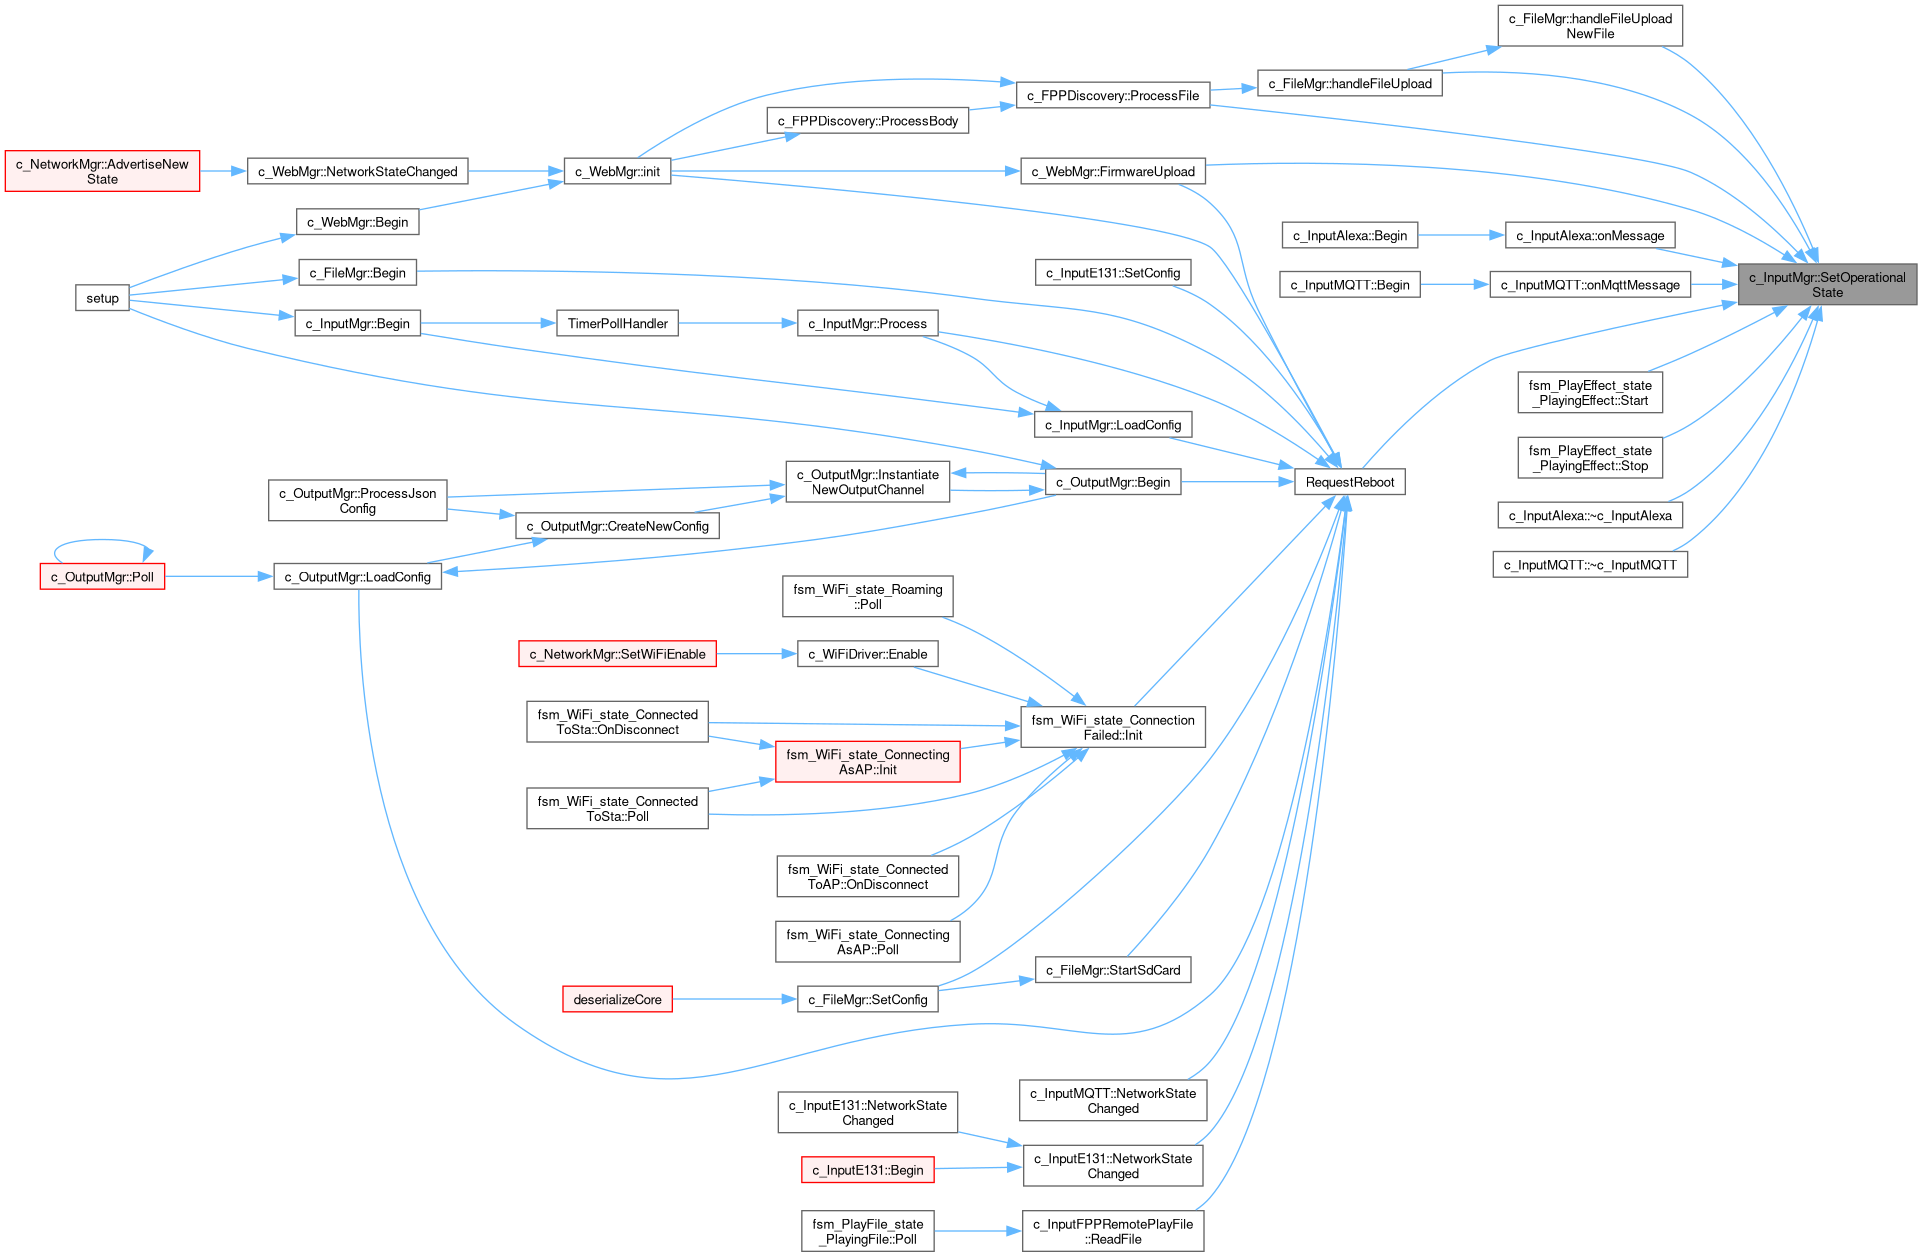 c_FileMgr::handleFileUpload
NewFile
c_FileMgr::handleFileUpload
c_FPPDiscovery::ProcessFile
c_FPPDiscovery::ProcessBody
c_NetworkMgr::AdvertiseNew
State
c_WebMgr::NetworkStateChanged
c_WebMgr::init
c_WebMgr::FirmwareUpload
c_WebMgr::Begin
c_InputAlexa::Begin
c_InputAlexa::onMessage
c_FileMgr::Begin
c_InputE131::SetConfig
c_InputMQTT::Begin
c_InputMQTT::onMqttMessage
c_InputMgr::SetOperational
State
setup
c_InputMgr::Begin
TimerPollHandler
c_InputMgr::Process
fsm_PlayEffect_state
_PlayingEffect::Start
c_InputMgr::LoadConfig
fsm_PlayEffect_state
_PlayingEffect::Stop
c_OutputMgr::Instantiate
NewOutputChannel
c_OutputMgr::Begin
RequestReboot
c_OutputMgr::ProcessJson
Config
c_OutputMgr::CreateNewConfig
c_InputAlexa::~c_InputAlexa
c_InputMQTT::~c_InputMQTT
c_OutputMgr::Poll
c_OutputMgr::LoadConfig
fsm_WiFi_state_Roaming
::Poll
c_NetworkMgr::SetWiFiEnable
c_WiFiDriver::Enable
fsm_WiFi_state_Connected
ToSta::OnDisconnect
fsm_WiFi_state_Connection
Failed::Init
fsm_WiFi_state_Connecting
AsAP::Init
fsm_WiFi_state_Connected
ToSta::Poll
fsm_WiFi_state_Connected
ToAP::OnDisconnect
fsm_WiFi_state_Connecting
AsAP::Poll
c_FileMgr::StartSdCard
deserializeCore
c_FileMgr::SetConfig
c_InputMQTT::NetworkState
Changed
c_InputE131::NetworkState
Changed
c_InputE131::NetworkState
Changed
c_InputE131::Begin
fsm_PlayFile_state
_PlayingFile::Poll
c_InputFPPRemotePlayFile
::ReadFile